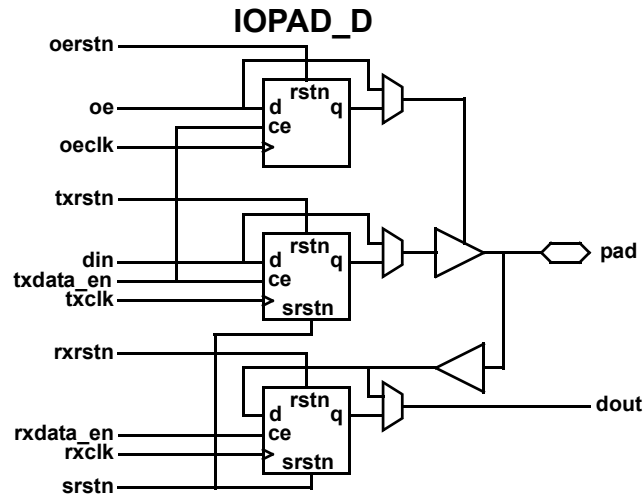 IOPAD_D
oerstn
rstn
oe
d
q
ce
oeclk
txrstn
rstn
din
d
q
pad
txdata_en
ce
txclk
srstn
rxrstn
rstn
d
q
dout
rxdata_en
ce
rxclk
srstn
srstn